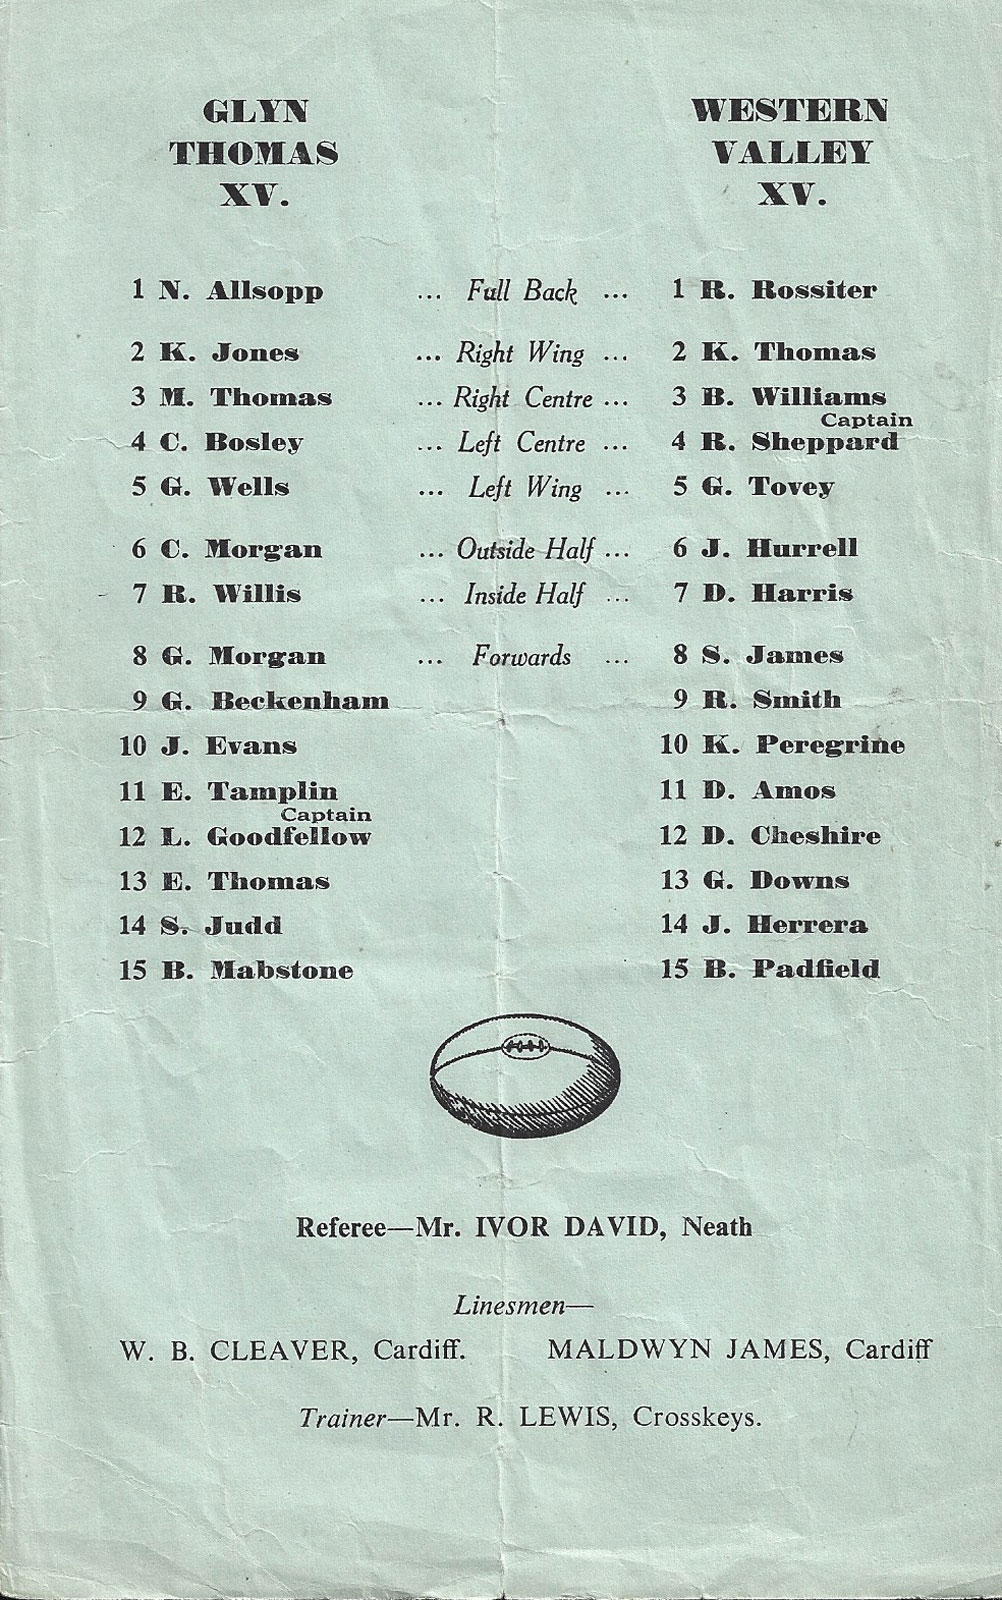 GLYN THOMAS XV. WESTERN VALLEY XV.
1 N. Allsopp ... Full Back ... 1 R. Rossiter
2 K. Jones ... Right Wing ... 2 K. Thomas
3 M. Thomas ... Right Centre ... 3 B. Williams
Captain
4 C. Bosley ... Left Centre ... 4 R. Sheppard
5 G. Wells ... Left Wing ... 5 G. Tovey
6 C. Morgan ... Outside Half ... 6 J. Hurrell
7 R. Willis ... Inside Half ... 7 D. Harris
8 G. Morgan ... Forwards ... 8 S. James
9 G. Beckenham 9 R. Smith
10 J. Evans 10 K. Peregrine
11 E. Tamplin 11 D. Amos
Captain
12 L. Goodfellow 12 D. Cheshire
13 E. Thomas 13 G. Downs
14 S. Judd 14 J. Herrera
15 B. Mabstone 15 B. Padfield
Referee—Mr. IVOR DAVID, Neath
Linesmen—
W. B. CLEAVER, Cardiff. MALDWYN JAMES, Cardiff
Trainer—Mr. R. LEWIS, Crosskeys.